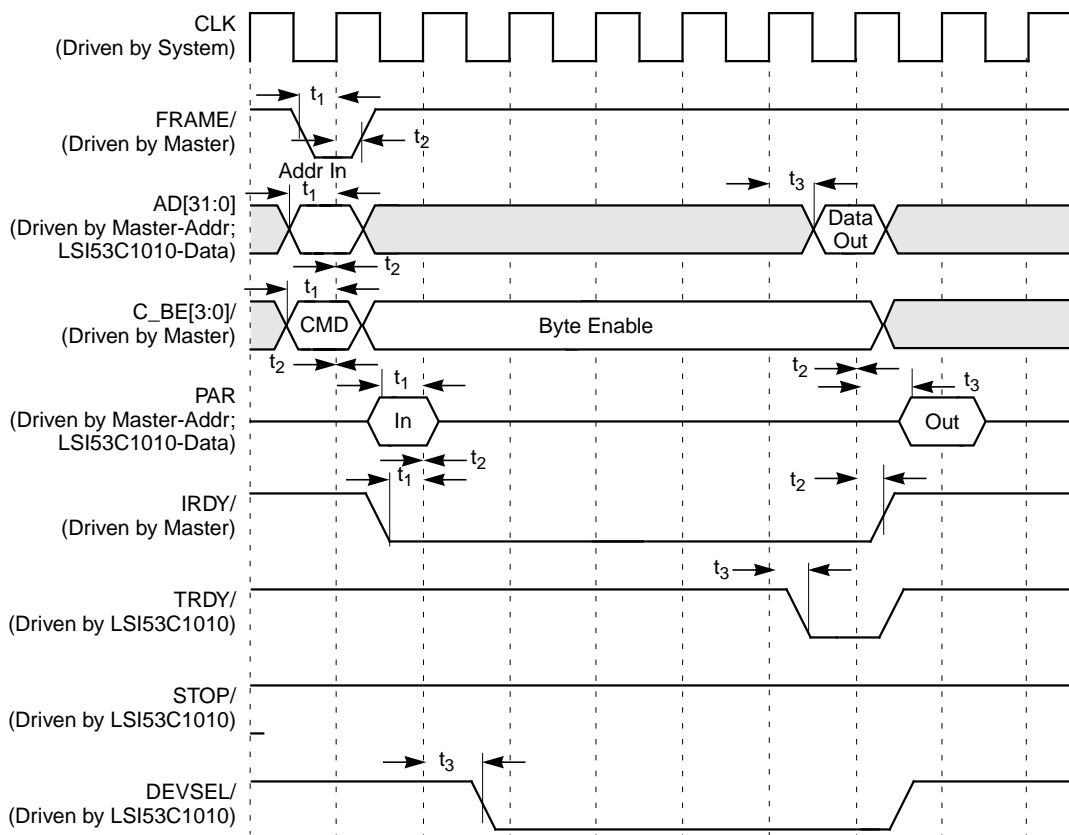 CLK
(Driven by System)
t1
FRAME/
(Driven by Master)
t2
Addr In
t1
t3
AD[31:0]
(Driven by Master-Addr;
LSI53C1010-Data)
Data
Out
t2
t1
C_BE[3:0]/
(Driven by Master)
CMD
Byte Enable
t2
t1
t2
t3
PAR
(Driven by Master-Addr;
LSI53C1010-Data)
In
Out
t2
t1
t2
IRDY/
(Driven by Master)
t3
TRDY/
(Driven by LSI53C1010)
STOP/
(Driven by LSI53C1010)
t3
DEVSEL/
(Driven by LSI53C1010)